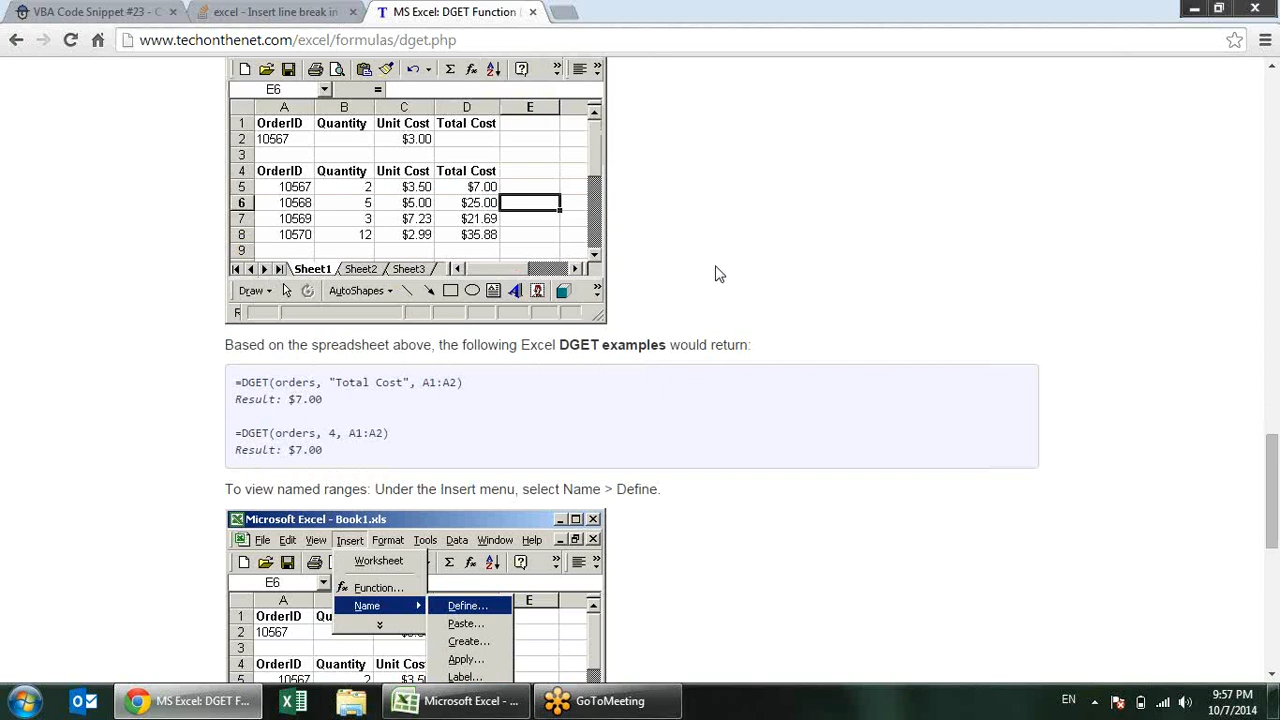 VBA Code Snippet #23 - C
excel - Insert line break in
MS Excel: DGET Function (
www.techonthenet.com/excel/formulas/dget.php
E6 =
A B C D E
1 OrderID Quantity Unit Cost Total Cost
2 10567 $3.00
3
4 OrderID Quantity Unit Cost Total Cost
5 10567 2 $3.50 $7.00
6 10568 5 $5.00 $25.00
7 10569 3 $7.23 $21.69
8 10570 12 $2.99 $35.88
9
Sheet1 Sheet2 Sheet3
Draw AutoShapes
Based on the spreadsheet above, the following Excel DGET examples would return:
=DGET(orders, "Total Cost", A1:A2)
Result: $7.00
=DGET(orders, 4, A1:A2)
Result: $7.00
To view named ranges: Under the Insert menu, select Name > Define.
Microsoft Excel - Book1.xls
File Edit View Insert Format Tools Data Window Help
Worksheet
E6
Function...
A
Name
Define...
E
1 OrderID
Paste...
2 10567
Create...
3
Apply...
4 OrderID Quantity Unit Cost
Label...
5 10567 2 $3.50
MS Excel: DGET F...
Microsoft Excel - ...
GoToMeeting
EN
9:57 PM
10/7/2014